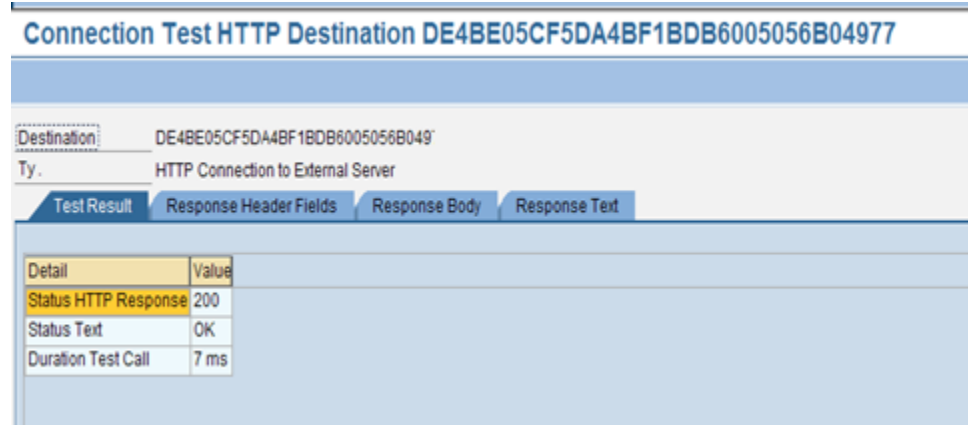 Connection Test HTTP Destination DE4BE05CF5DA4BF1BDB6005056B04977
Destination DE4BE05CF5DA4BF1BDB6005056B049
Ty. HTTP Connection to External Server
Test Result Response Header Fields Response Body Response Text
Detail Value
Status HTTP Response 200
Status Text OK
Duration Test Call 7 ms